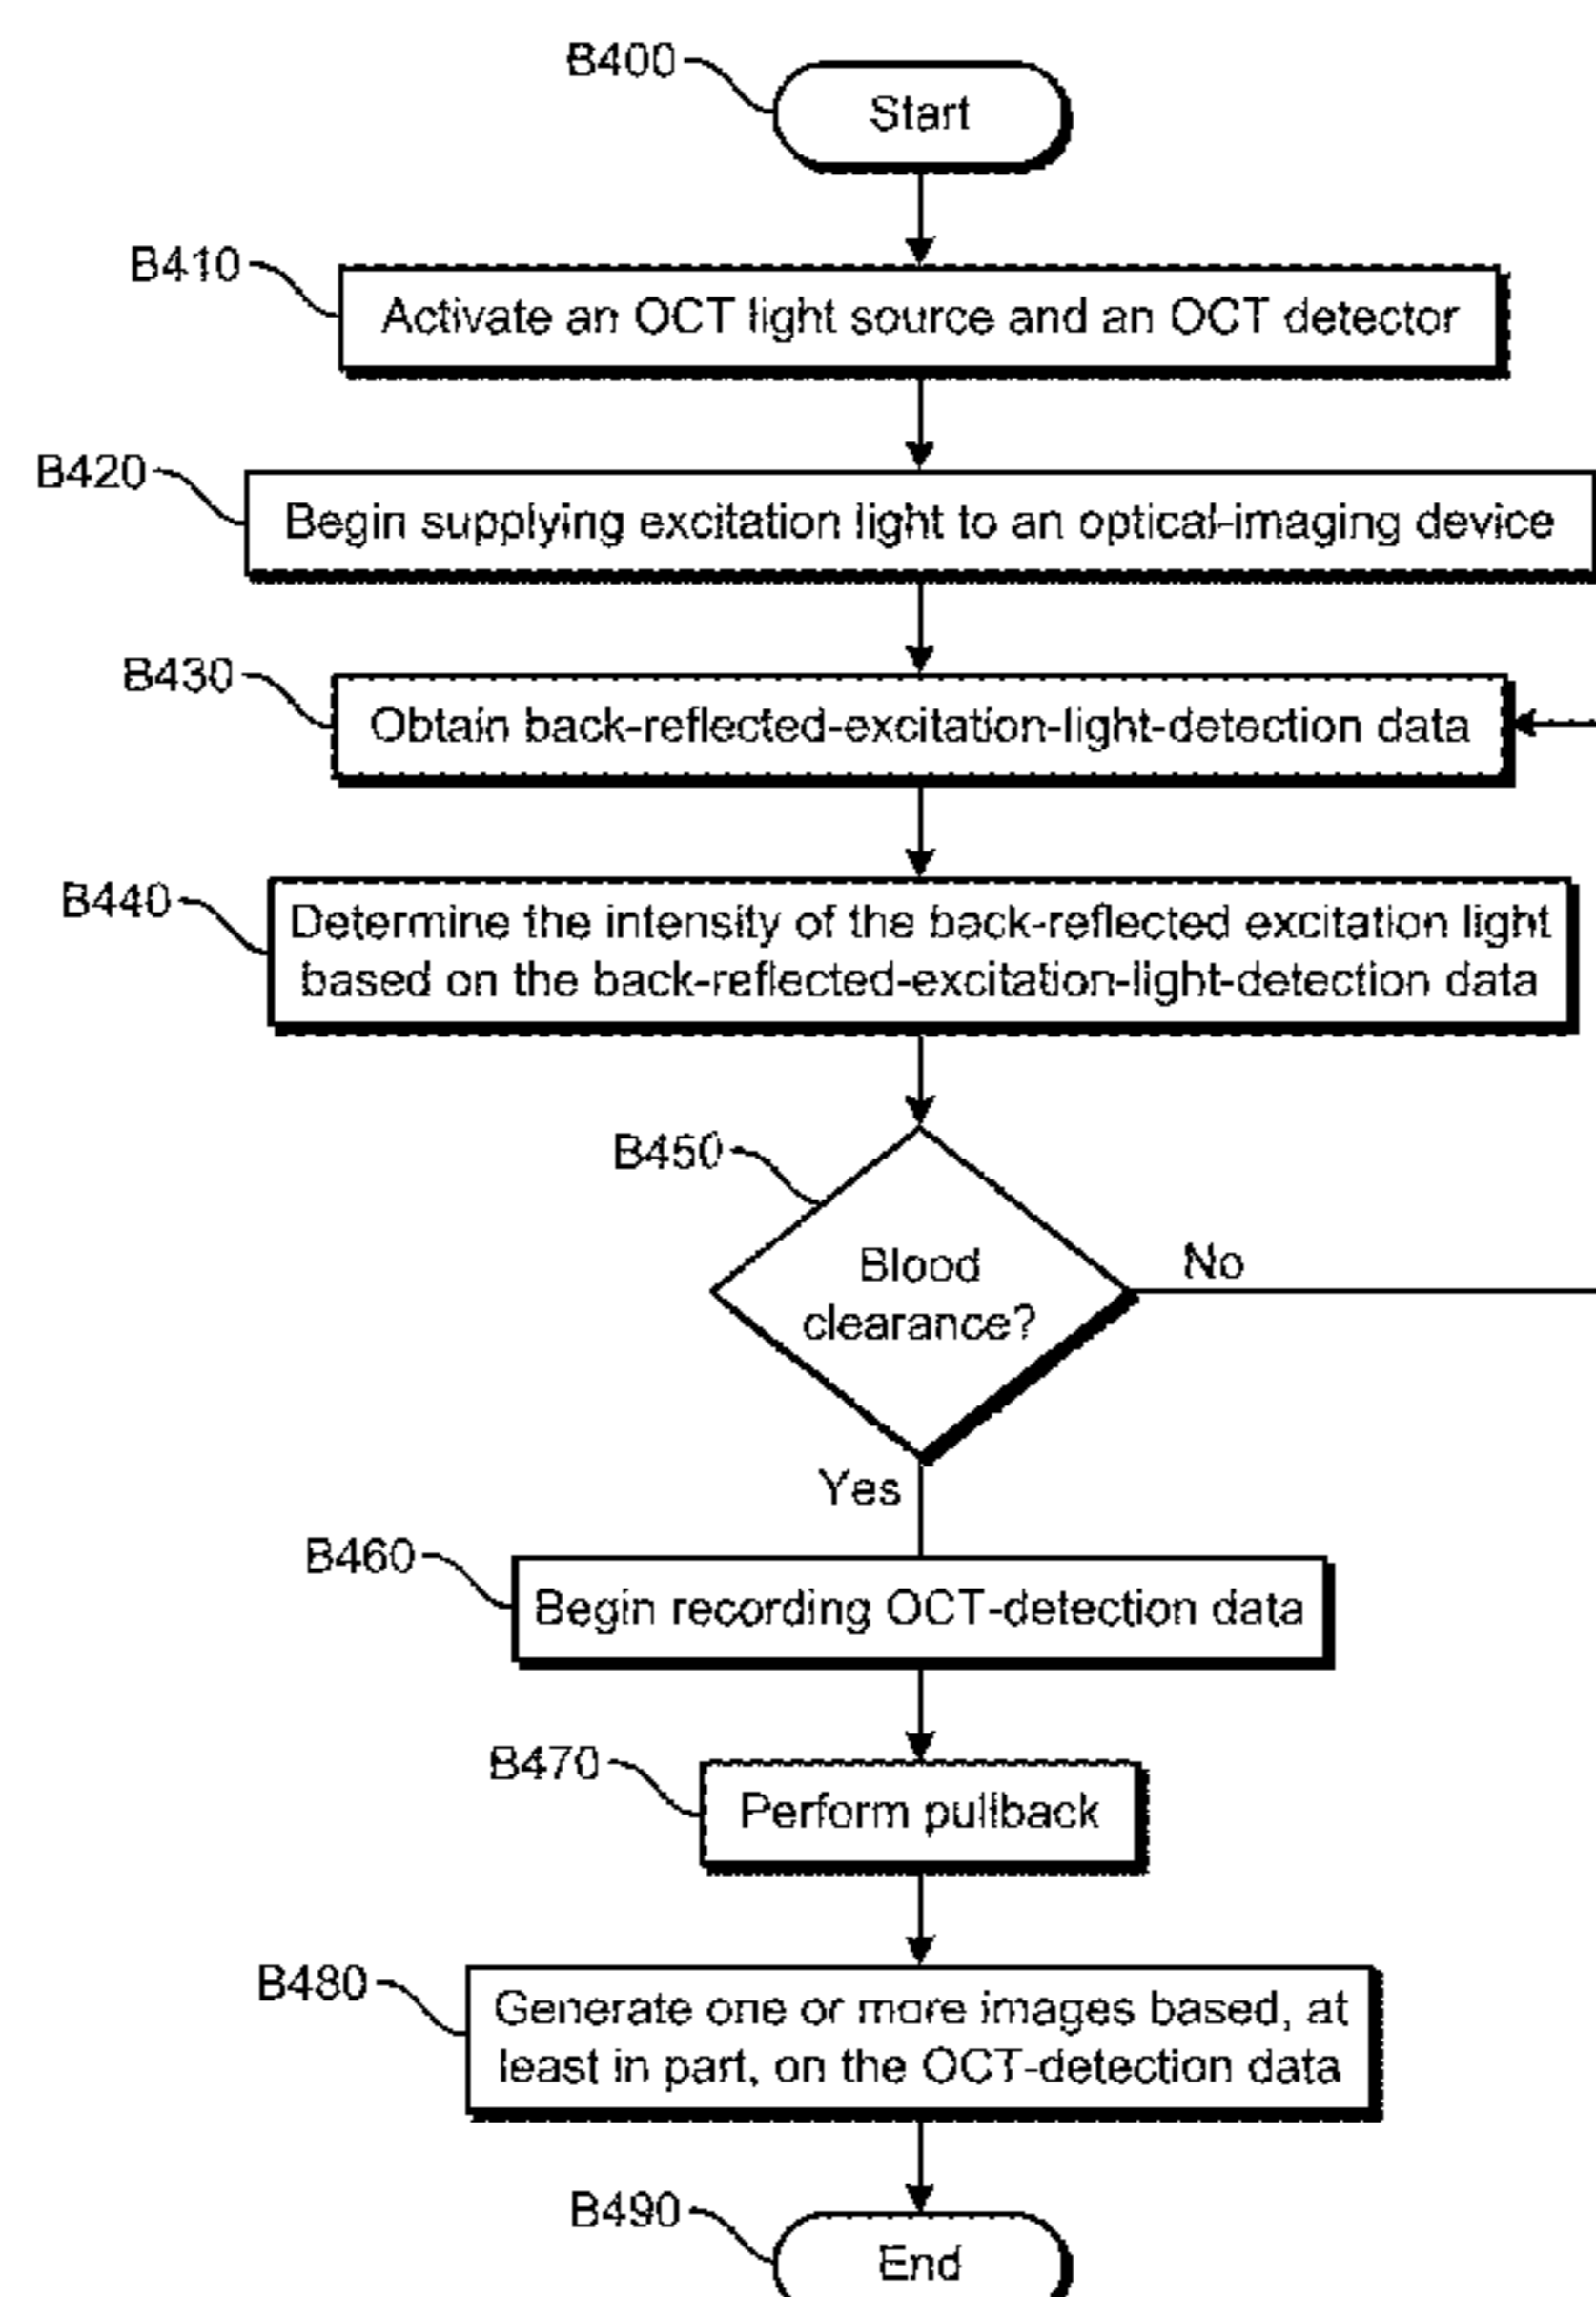 B400
Start
B410
Activate an OCT light source and an OCT detector
B420
Begin supplying excitation light to an optical-imaging device
B430
Obtain back-reflected-excitation-light-detection data
B440
Determine the intensity of the back-reflected excitation light
based on the back-reflected-excitation-light-detection data
B450
Blood
clearance?
No
Yes
B460
Begin recording OCT-detection data
B470
Perform pullback
B480
Generate one or more images based, at
least in part, on the OCT-detection data
B490
End